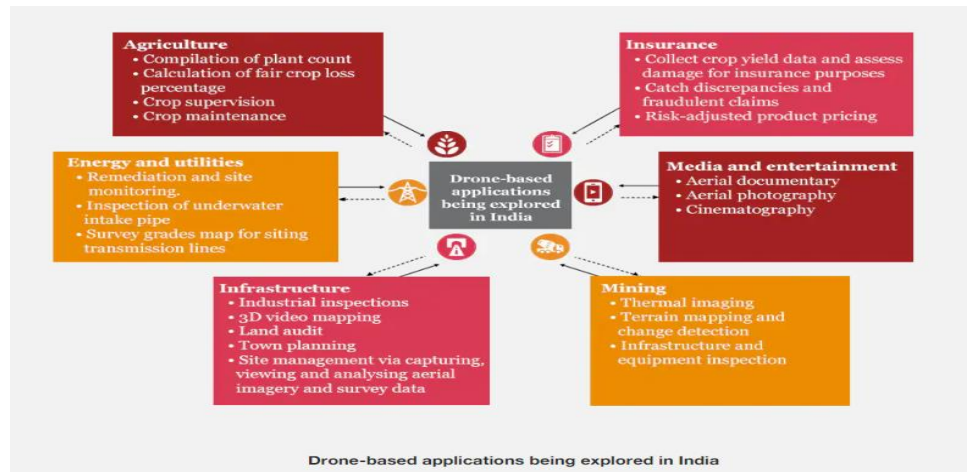 Agriculture
• Compilation of plant count
• Calculation of fair crop loss
percentage
• Crop supervision
• Crop maintenance
Insurance
• Collect crop yield data and assess
damage for insurance purposes
• Catch discrepancies and
fraudulent claims
• Risk-adjusted product pricing
Energy and utilities
• Remediation and site
monitoring.
• Inspection of underwater
intake pipe
• Survey grades map for siting
transmission lines
Drone-based
applications
being explored
in India
Media and entertainment
• Aerial documentary
• Aerial photography
• Cinematography
Infrastructure
• Industrial inspections
• 3D video mapping
• Land audit
• Town planning
• Site management via capturing,
viewing and analysing aerial
imagery and survey data
Mining
• Thermal imaging
• Terrain mapping and
change detection
• Infrastructure and
equipment inspection
Drone-based applications being explored in India